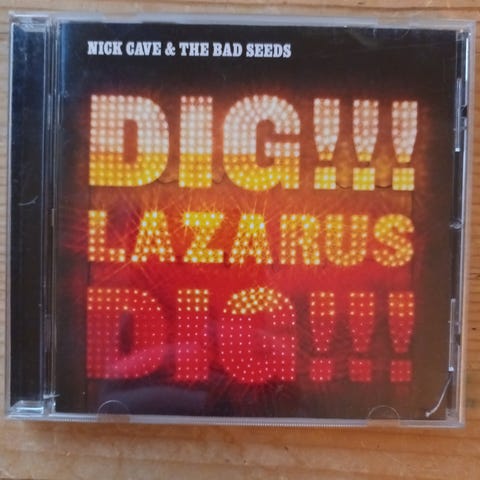 NICK CAVE & THE BAD SEEDS
DIG!!!
LAZARUS
DIG!!!